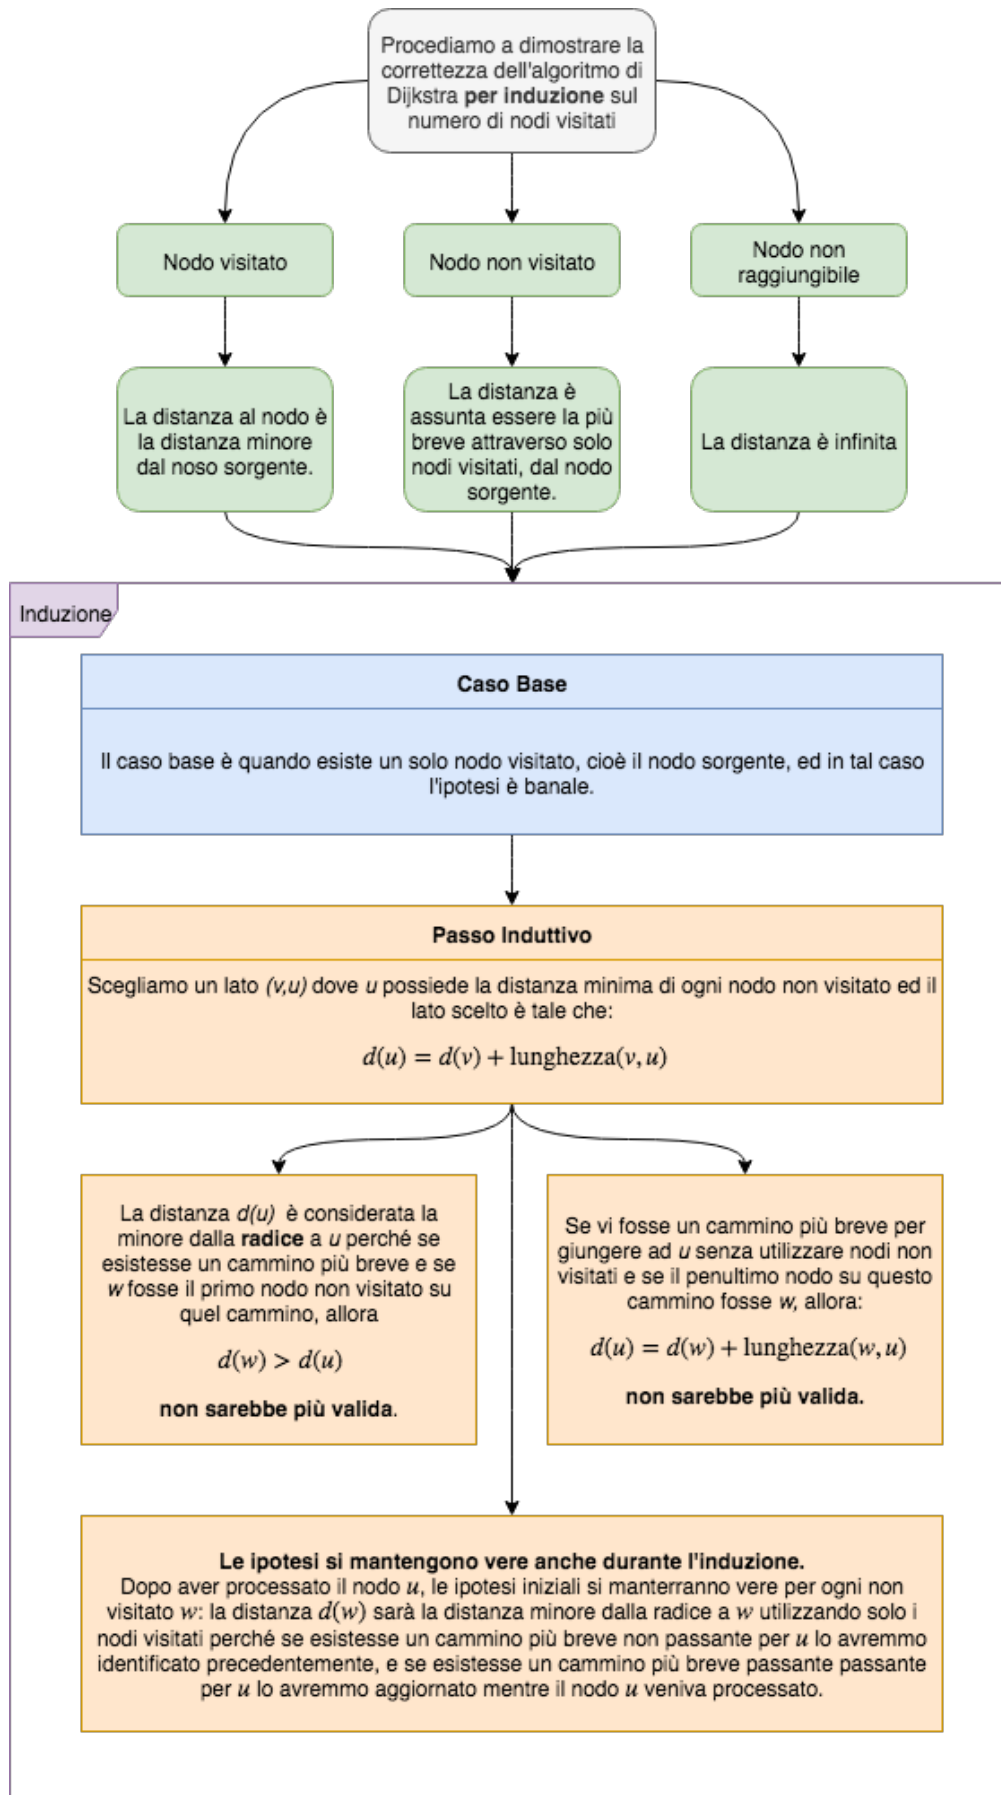 Procediamo a dimostrare la
correttezza dell'algoritmo di
Dijkstra per induzione sul
numero di nodi visitati
Nodo visitato
Nodo non visitato
Nodo non
raggiungibile
La distanza al nodo è
la distanza minore
dal noso sorgente.
La distanza è
assunta essere la più
breve attraverso solo
nodi visitati, dal nodo
sorgente.
La distanza è infinita
Induzione
Caso Base
Il caso base è quando esiste un solo nodo visitato, cioè il nodo sorgente, ed in tal caso
l'ipotesi è banale.
Passo Induttivo
Scegliamo un lato (v,u) dove u possiede la distanza minima di ogni nodo non visitato ed il
lato scelto è tale che:
d(u) = d(v) + lunghezza(v, u)
La distanza d(u) è considerata la
minore dalla radice a u perché se
esistesse un cammino più breve e se
w fosse il primo nodo non visitato su
quel cammino, allora
d(w) > d(u)
non sarebbe più valida.
Se vi fosse un cammino più breve per
giungere ad u senza utilizzare nodi non
visitati e se il penultimo nodo su questo
cammino fosse w, allora:
d(u) = d(w) + lunghezza(w, u)
non sarebbe più valida.
Le ipotesi si mantengono vere anche durante l'induzione.
Dopo aver processato il nodo u, le ipotesi iniziali si manterranno vere per ogni non
visitato w: la distanza d(w) sarà la distanza minore dalla radice a w utilizzando solo i
nodi visitati perché se esistesse un cammino più breve non passante per u lo avremmo
identificato precedentemente, e se esistesse un cammino più breve passante passante
per u lo avremmo aggiornato mentre il nodo u veniva processato.